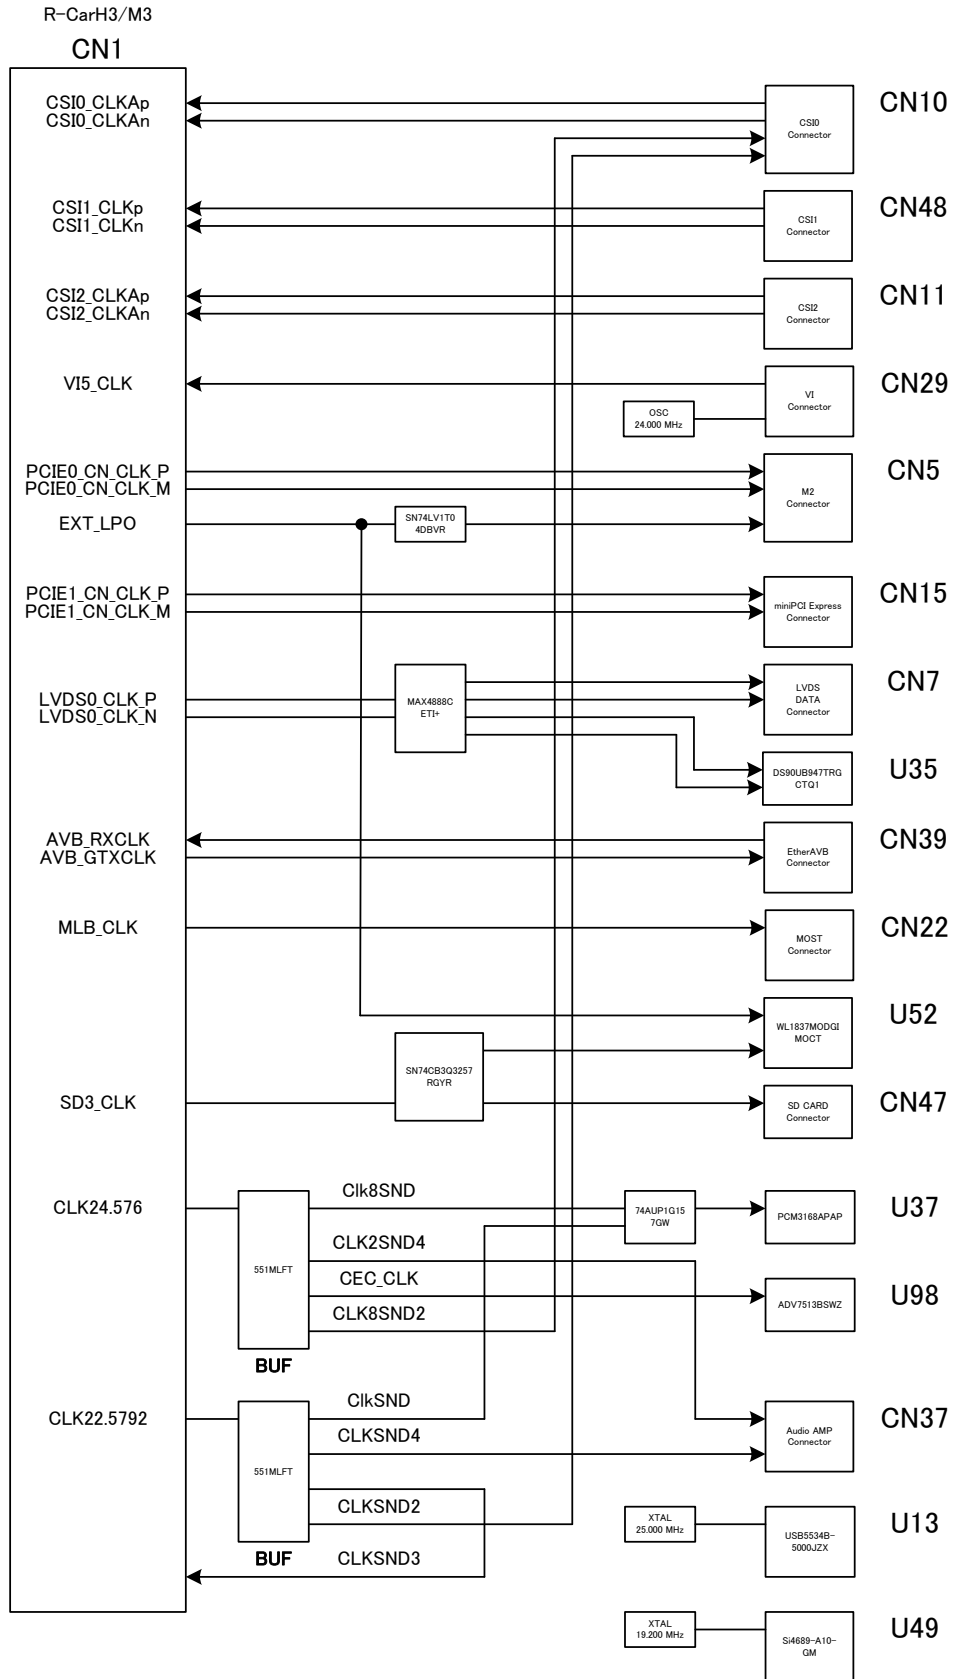 R-CarH3/M3
CN1
CSI0_CLKAp
CSI0_CLKAn
CSI0
Connector
CN10
CSI1_CLKp
CSI1_CLKn
CSI1
Connector
CN48
CSI2_CLKAp
CSI2_CLKAn
CSI2
Connector
CN11
VI5_CLK
OSC
24.000 MHz
VI
Connector
CN29
PCIE0_CN_CLK_P
PCIE0_CN_CLK_M
EXT_LPO
SN74LV1T0
4DBVR
M2
Connector
CN5
PCIE1_CN_CLK_P
PCIE1_CN_CLK_M
miniPCI Express
Connector
CN15
LVDS0_CLK_P
LVDS0_CLK_N
MAX4888C
ETI+
LVDS
DATA
Connector
CN7
DS90UB947TRG
CTQ1
U35
AVB_RXCLK
AVB_GTXCLK
EtherAVB
Connector
CN39
MLB_CLK
MOST
Connector
CN22
WL1837MODGI
MOCT
U52
SD3_CLK
SN74CB3Q3257
RGYR
SD CARD
Connector
CN47
CLK24.576
551MLFT
BUF
Clk8SND
CLK2SND4
CEC_CLK
CLK8SND2
74AUP1G15
7GW
PCM3168APAP
U37
ADV7513BSWZ
U98
CLK22.5792
551MLFT
BUF
ClkSND
CLKSND4
CLKSND2
CLKSND3
Audio AMP
Connector
CN37
XTAL
25.000 MHz
USB5534B-
5000JZX
U13
XTAL
19.200 MHz
Si4689-A10-
GM
U49